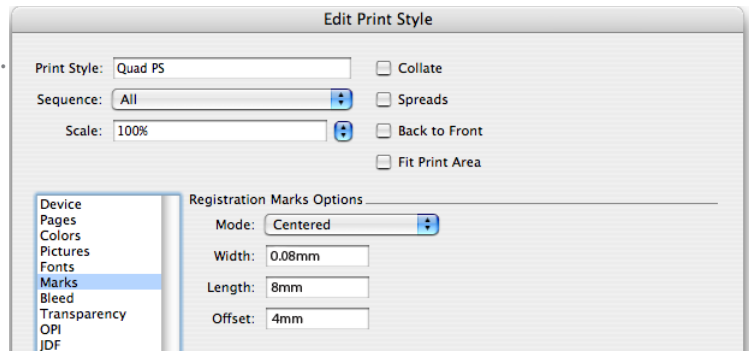 Edit Print Style
Print Style: Quad PS Collate
Sequence: All Spreads
Scale: 100% Back to Front
Fit Print Area
Device
Pages
Colors
Pictures
Fonts
Marks
Bleed
Transparency
OPI
JDF
Registration Marks Options
Mode: Centered
Width: 0.08mm
Length: 8mm
Offset: 4mm